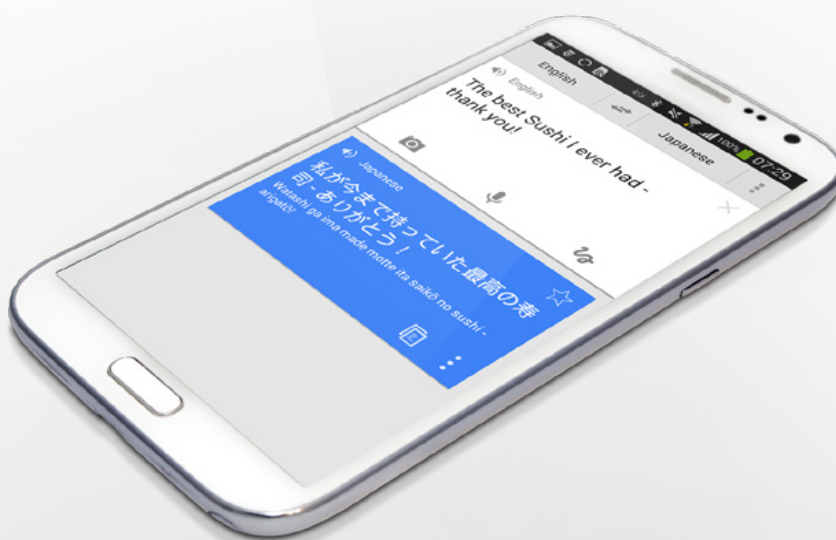 100% 07:29
English Japanese
English
The best Sushi I ever had -
thank you!
Japanese
私が今まで持っていた最高の寿
司 - ありがとう！
Watashi ga ima made motte ita saikō no sushi -
arigatō!